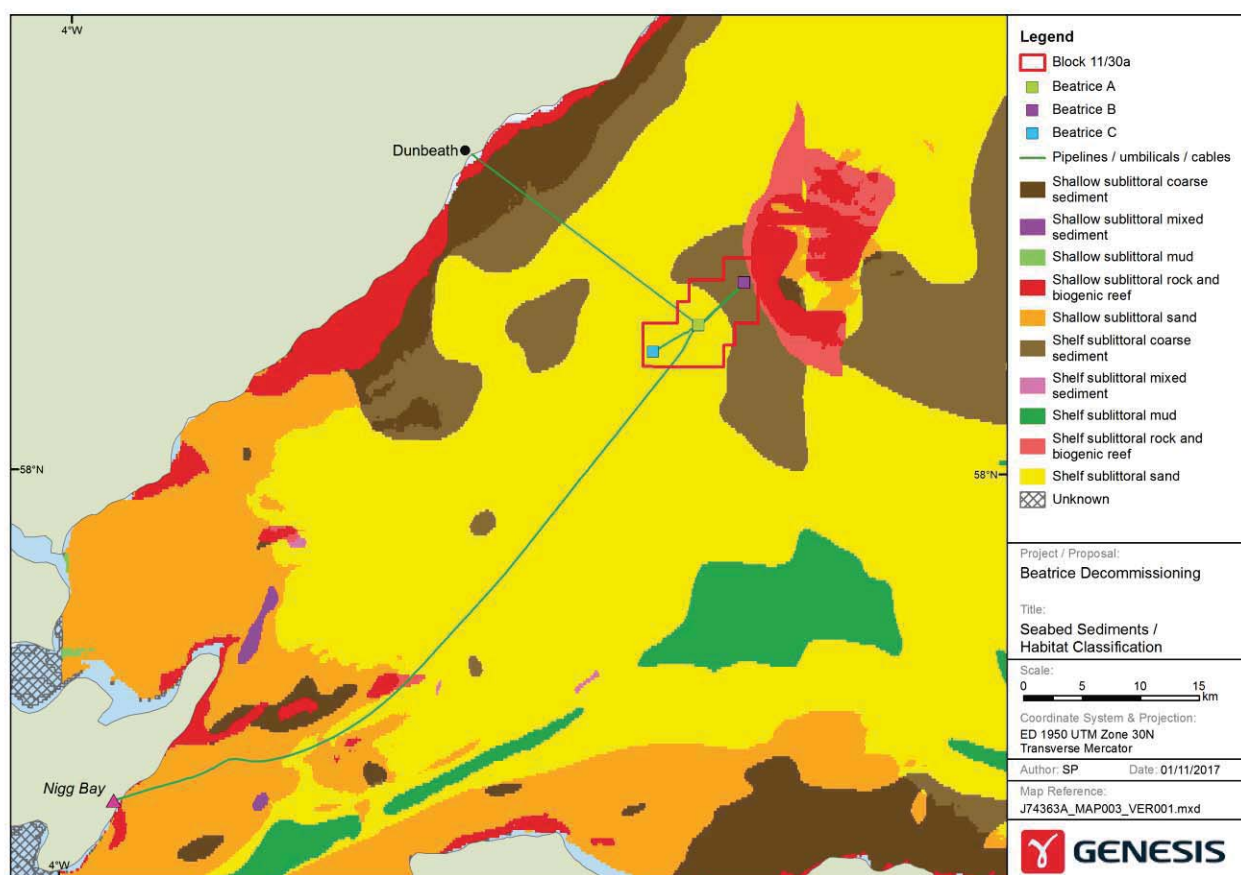 4°W
Dunbeath
58°N
58°N
Nigg Bay
4°W
Legend
Block 11/30a
Beatrice A
Beatrice B
Beatrice C
Pipelines / umbilicals / cables
Shallow sublittoral coarse
sediment
Shallow sublittoral mixed
sediment
Shallow sublittoral mud
Shallow sublittoral rock and
biogenic reef
Shallow sublittoral sand
Shelf sublittoral coarse
sediment
Shelf sublittoral mixed
sediment
Shelf sublittoral mud
Shelf sublittoral rock and
biogenic reef
Shelf sublittoral sand
Unknown
Project / Proposal:
Beatrice Decommissioning
Title:
Seabed Sediments /
Habitat Classification
Scale:
0 5 10 15
km
Coordinate System & Projection:
ED 1950 UTM Zone 30N
Transverse Mercator
Author: SP Date: 01/11/2017
Map Reference:
J74363A_MAP003_VER001.mxd
GENESIS